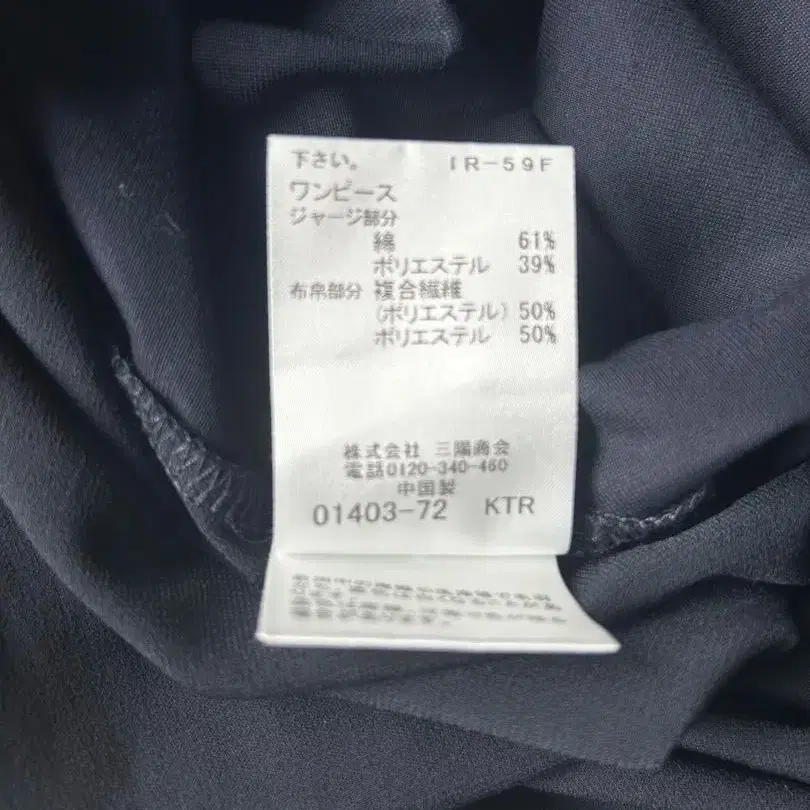 下さい。 IR-59F
ワンピース
ジャージ部分
綿 61%
ポリエステル 39%
布帛部分 複合繊維
(ポリエステル) 50%
ポリエステル 50%
株式会社 三陽商会
電話0120-340-460
中国製
01403-72 KTR